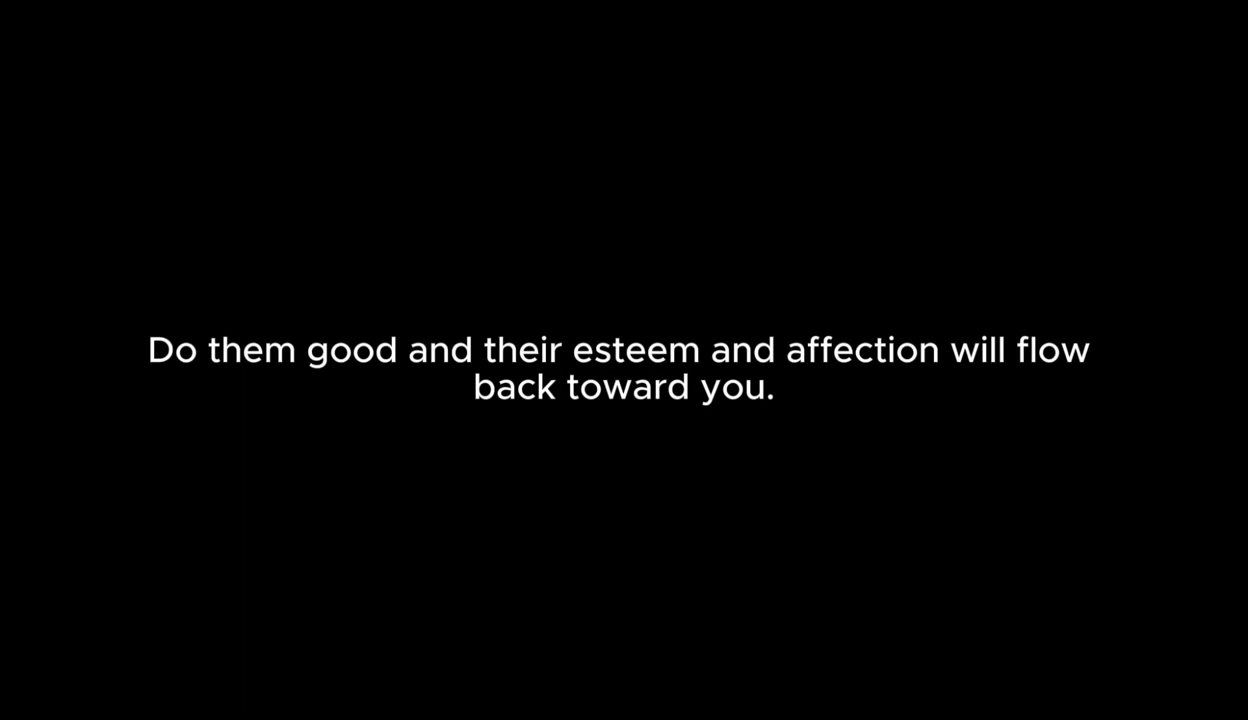 Do them good and their esteem and affection will flow
back toward you.